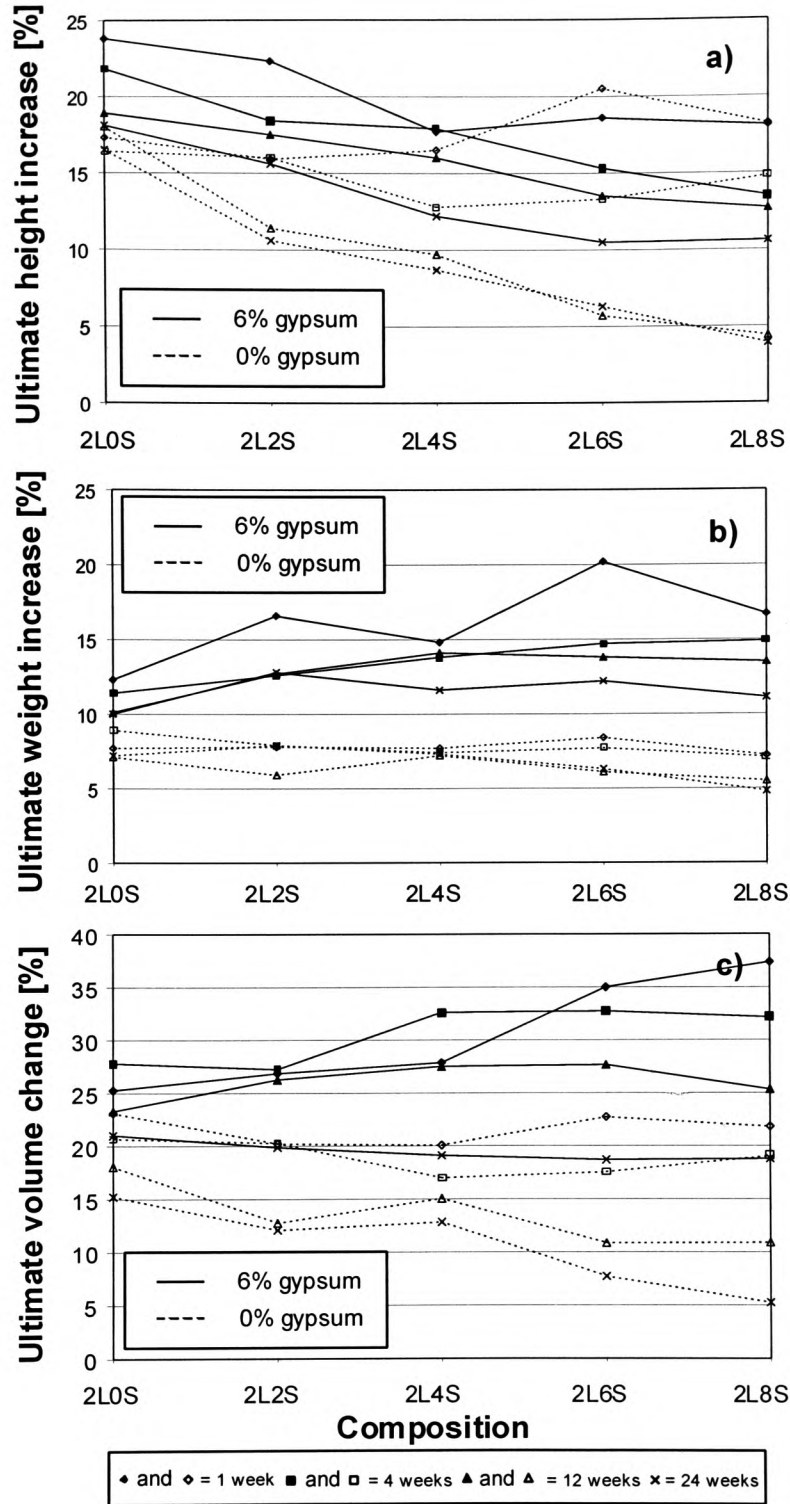 Ultimate height increase [%]
25
20
15
10
5
0
a)
6% gypsum
0% gypsum
2L0S 2L2S 2L4S 2L6S 2L8S
Ultimate weight increase [%]
25
20
15
10
5
0
b)
6% gypsum
0% gypsum
2L0S 2L2S 2L4S 2L6S 2L8S
Ultimate volume change [%]
40
35
30
25
20
15
10
5
0
c)
6% gypsum
0% gypsum
2L0S 2L2S 2L4S 2L6S 2L8S
Composition
◆ and ◇ = 1 week ■ and □ = 4 weeks ▲ and △ = 12 weeks × = 24 weeks